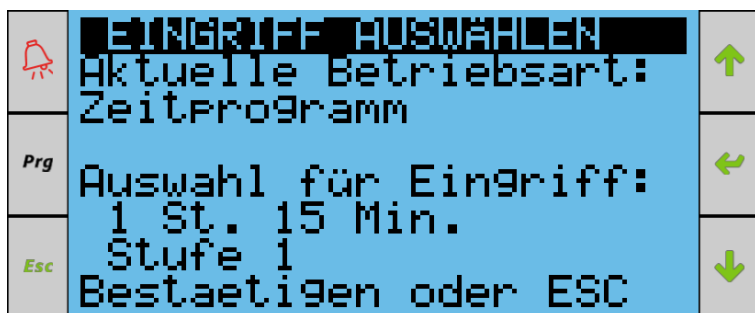 EINGRIFF AUSWÄHLEN
Aktuelle Betriebsart:
Zeitprogramm
Prg
Auswahl für Eingriff:
1 St. 15 Min.
Stufe 1
Esc
Bestaetigen oder ESC